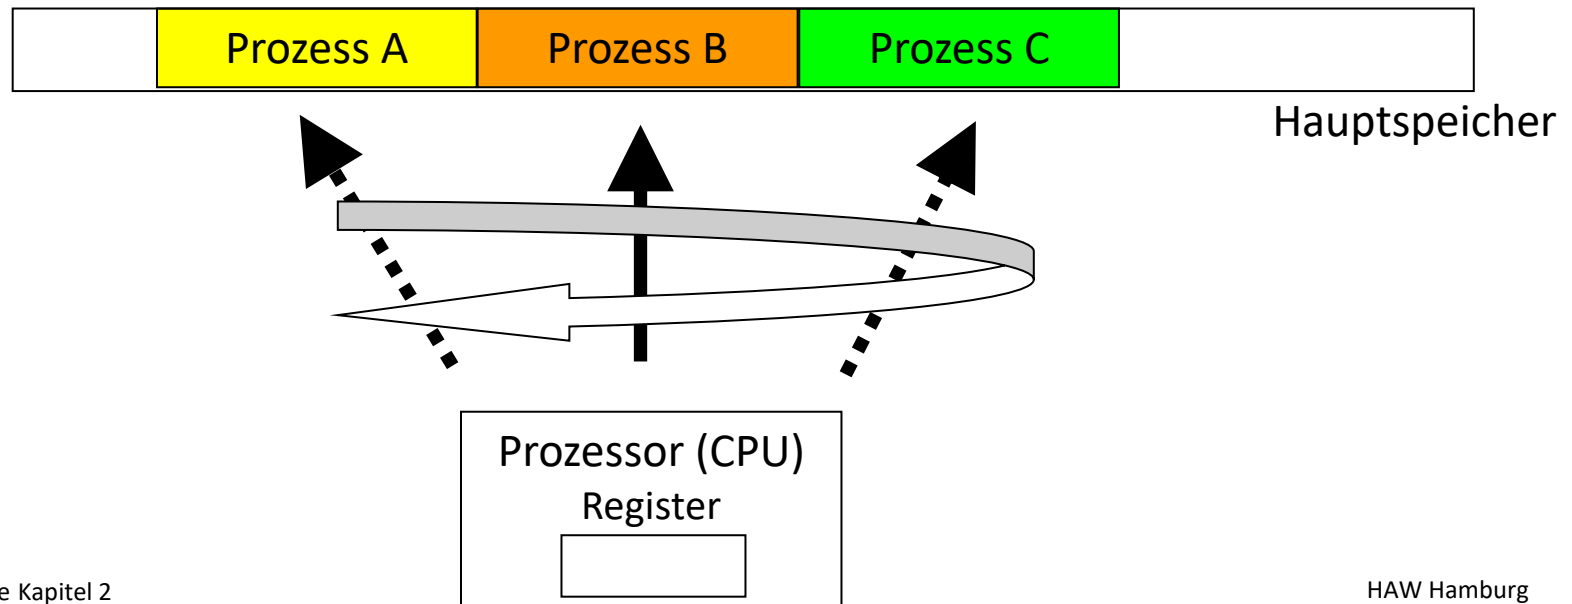 Prozess A Prozess B Prozess C
Hauptspeicher
Prozessor (CPU)
Register
e Kapitel 2
HAW Hamburg